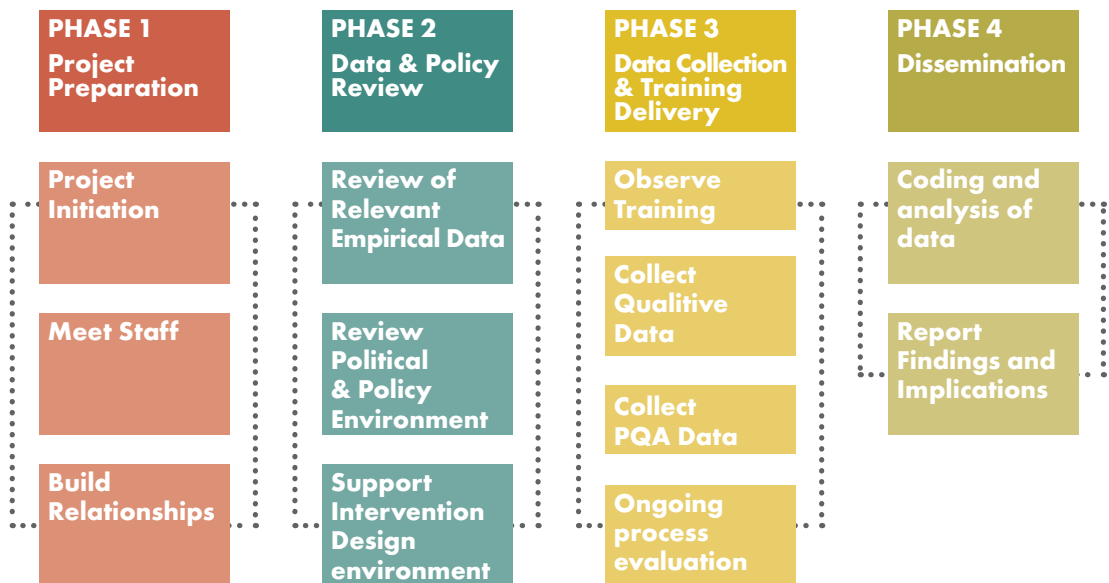 PHASE 1
Project
Preparation
Project
Initiation
Meet Staff
Build
Relationships
PHASE 2
Data & Policy
Review
Review of
Relevant
Empirical Data
Review
Political
& Policy
Environment
Support
Intervention
Design
environment
PHASE 3
Data Collection
& Training
Delivery
Observe
Training
Collect
Qualitive
Data
Collect
PQA Data
Ongoing
process
evaluation
PHASE 4
Dissemination
Coding and
analysis of
data
Report
Findings and
Implications